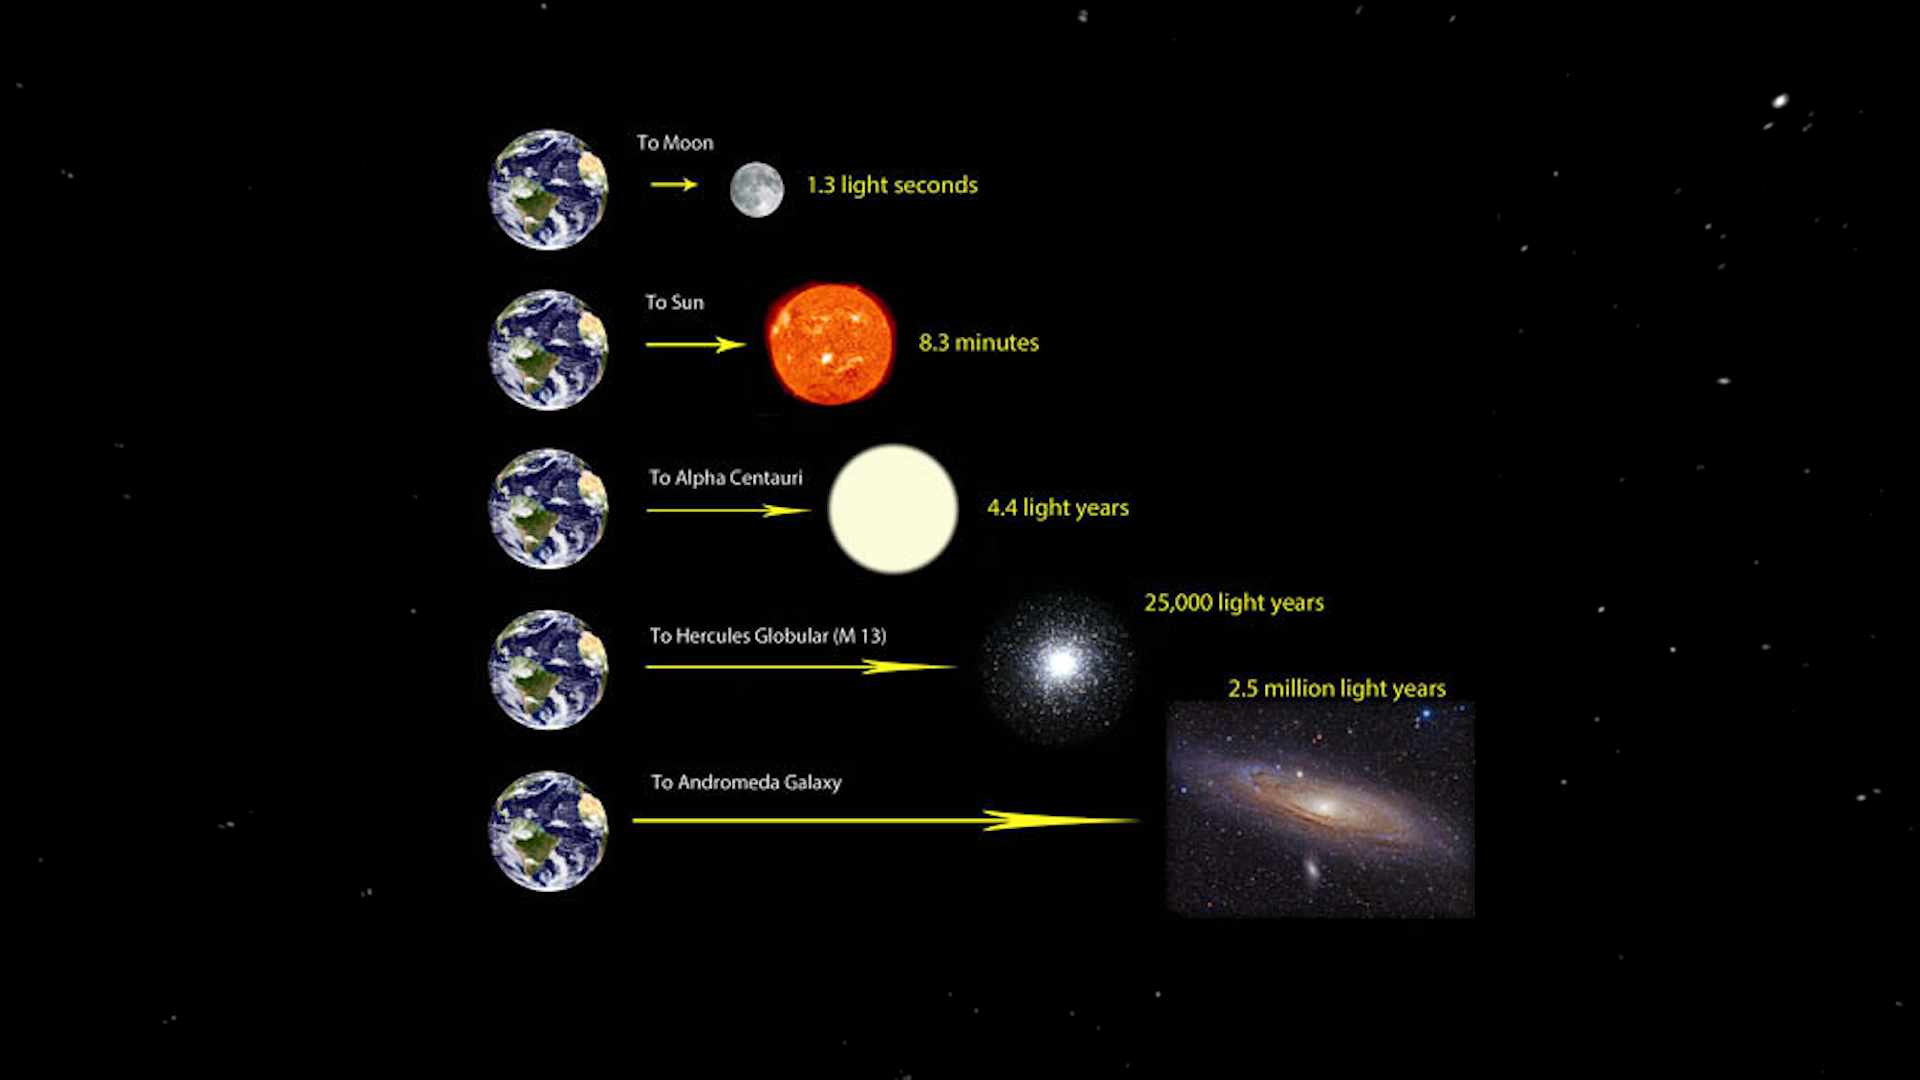 To Moon
1.3 light seconds
To Sun
8.3 minutes
To Alpha Centauri
4.4 light years
25,000 light years
To Hercules Globular (M 13)
2.5 million light years
To Andromeda Galaxy